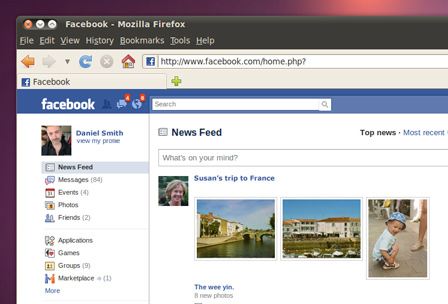 Facebook - Mozilla Firefox
File Edit View History Bookmarks Tools Help
http://www.facebook.com/home.php?
Facebook
facebook
4
8
Search
Daniel Smith
View my profile
News Feed
Top news · Most recent
What's on your mind?
News Feed
Messages (84)
Events (4)
Photos
Friends (2)
Susan's trip to France
Applications
Games
Groups (9)
Marketplace (1)
More
The wee yin.
8 new photos